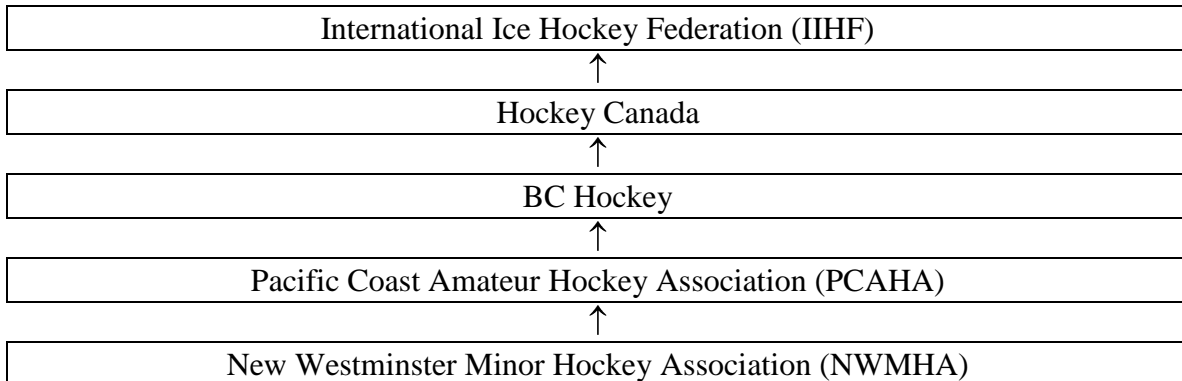 International Ice Hockey Federation (IIHF)
↑
Hockey Canada
↑
BC Hockey
↑
Pacific Coast Amateur Hockey Association (PCAHA)
↑
New Westminster Minor Hockey Association (NWMHA)